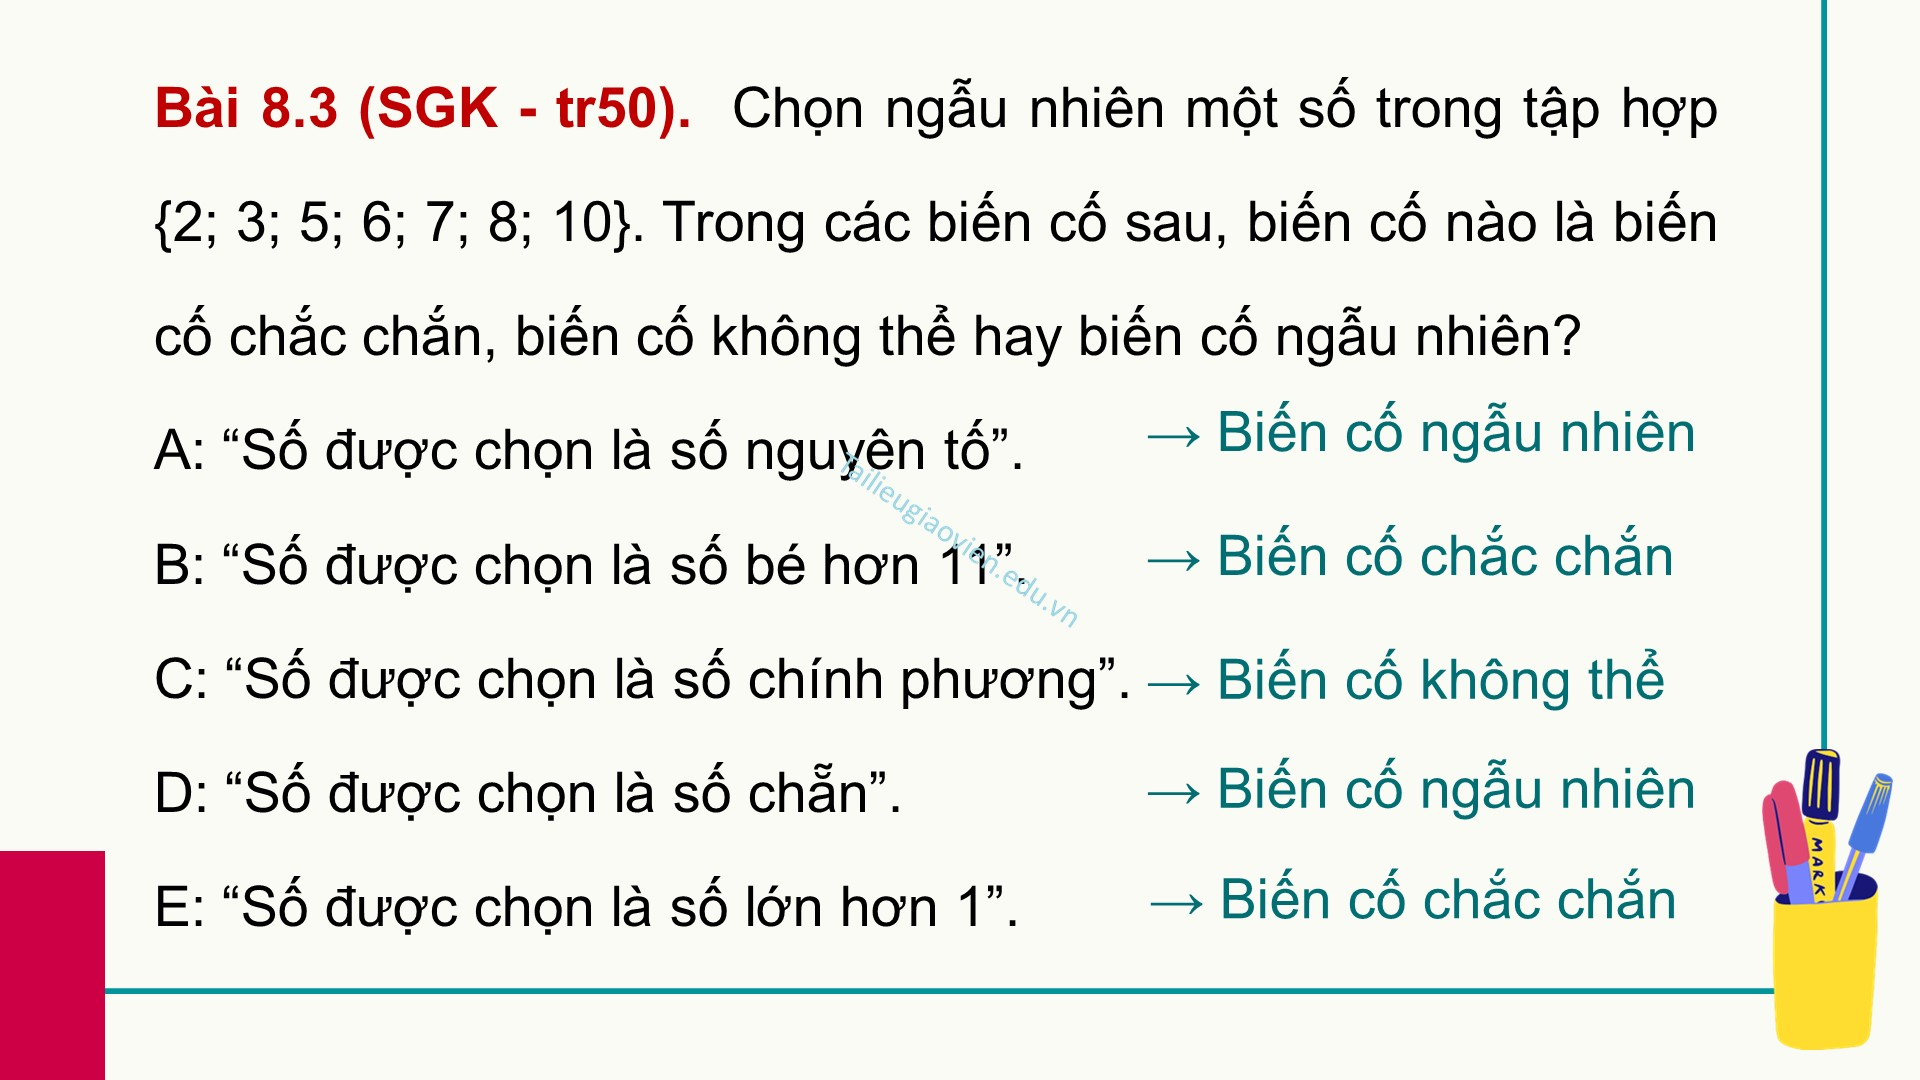 Bài 8.3 (SGK - tr50). Chọn ngẫu nhiên một số trong tập hợp
{2; 3; 5; 6; 7; 8; 10}. Trong các biến cố sau, biến cố nào là biến
cố chắc chắn, biến cố không thể hay biến cố ngẫu nhiên?
A: “Số được chọn là số nguyên tố”. → Biến cố ngẫu nhiên
B: “Số được chọn là số bé hơn 11”. → Biến cố chắc chắn
C: “Số được chọn là số chính phương”. → Biến cố không thể
D: “Số được chọn là số chẵn”. → Biến cố ngẫu nhiên
E: “Số được chọn là số lớn hơn 1”. → Biến cố chắc chắn
Tailieugiaovien.edu.vn
MARK